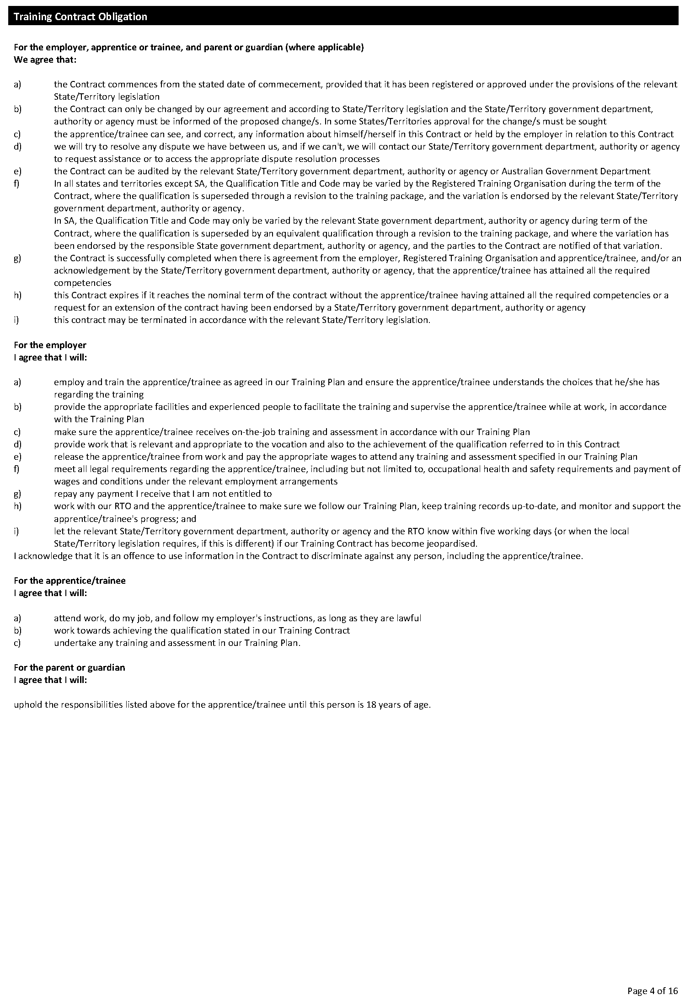 Training Contract Obligation
For the employer, apprentice or trainee, and parent or guardian (where applicable)
We agree that:
a) the Contract commences from the stated date of commecement, provided that it has been registered or approved under the provisions of the relevant
State/Territory legislation
b) the Contract can only be changed by our agreement and according to State/Territory legislation and the State/Territory government department,
authority or agency must be informed of the proposed change/s. In some States/Territories approval for the change/s must be sought
c) the apprentice/trainee can see, and correct, any information about himself/herself in this Contract or held by the employer in relation to this Contract
d) we will try to resolve any dispute we have between us, and if we can't, we will contact our State/Territory government department, authority or agency
to request assistance or to access the appropriate dispute resolution processes
e) the Contract can be audited by the relevant State/Territory government department, authority or agency or Australian Government Department
f) In all states and territories except SA, the Qualification Title and Code may be varied by the Registered Training Organisation during the term of the
Contract, where the qualification is superseded through a revision to the training package, and the variation is endorsed by the relevant State/Territory
government department, authority or agency.
In SA, the Qualification Title and Code may only be varied by the relevant State government department, authority or agency during term of the
Contract, where the qualification is superseded by an equivalent qualification through a revision to the training package, and where the variation has
been endorsed by the responsible State government department, authority or agency, and the parties to the Contract are notified of that variation.
g) the Contract is successfully completed when there is agreement from the employer, Registered Training Organisation and apprentice/trainee, and/or an
acknowledgement by the State/Territory government department, authority or agency, that the apprentice/trainee has attained all the required
competencies
h) this Contract expires if it reaches the nominal term of the contract without the apprentice/trainee having attained all the required competencies or a
request for an extension of the contract having been endorsed by a State/Territory government department, authority or agency
i) this contract may be terminated in accordance with the relevant State/Territory legislation.
For the employer
I agree that I will:
a) employ and train the apprentice/trainee as agreed in our Training Plan and ensure the apprentice/trainee understands the choices that he/she has
regarding the training
b) provide the appropriate facilities and experienced people to facilitate the training and supervise the apprentice/trainee while at work, in accordance
with the Training Plan
c) make sure the apprentice/trainee receives on-the-job training and assessment in accordance with our Training Plan
d) provide work that is relevant and appropriate to the vocation and also to the achievement of the qualification referred to in this Contract
e) release the apprentice/trainee from work and pay the appropriate wages to attend any training and assessment specified in our Training Plan
f) meet all legal requirements regarding the apprentice/trainee, including but not limited to, occupational health and safety requirements and payment of
wages and conditions under the relevant employment arrangements
g) repay any payment I receive that I am not entitled to
h) work with our RTO and the apprentice/trainee to make sure we follow our Training Plan, keep training records up-to-date, and monitor and support the
apprentice/trainee's progress; and
i) let the relevant State/Territory government department, authority or agency and the RTO know within five working days (or when the local
State/Territory legislation requires, if this is different) if our Training Contract has become jeopardised.
I acknowledge that it is an offence to use information in the Contract to discriminate against any person, including the apprentice/trainee.
For the apprentice/trainee
I agree that I will:
a) attend work, do my job, and follow my employer's instructions, as long as they are lawful
b) work towards achieving the qualification stated in our Training Contract
c) undertake any training and assessment in our Training Plan.
For the parent or guardian
I agree that I will:
uphold the responsibilities listed above for the apprentice/trainee until this person is 18 years of age.
Page 4 of 16